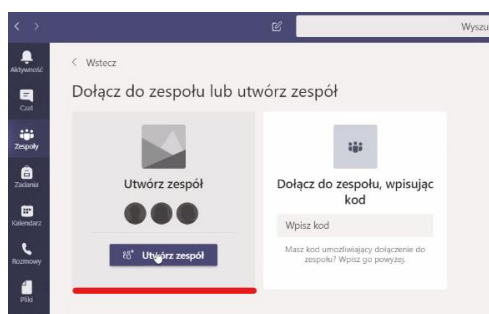 Wyszu
Aktywność
Czat
Zespoły
Zadania
Kalendarz
Rozmowy
Pliki
Wstecz
Dołącz do zespołu lub utwórz zespół
Utwórz zespół
Utwórz zespół
Dołącz do zespołu, wpisując
kod
Wpisz kod
Masz kod umożliwiający dołączenie do
zespołu? Wpisz go powyżej.